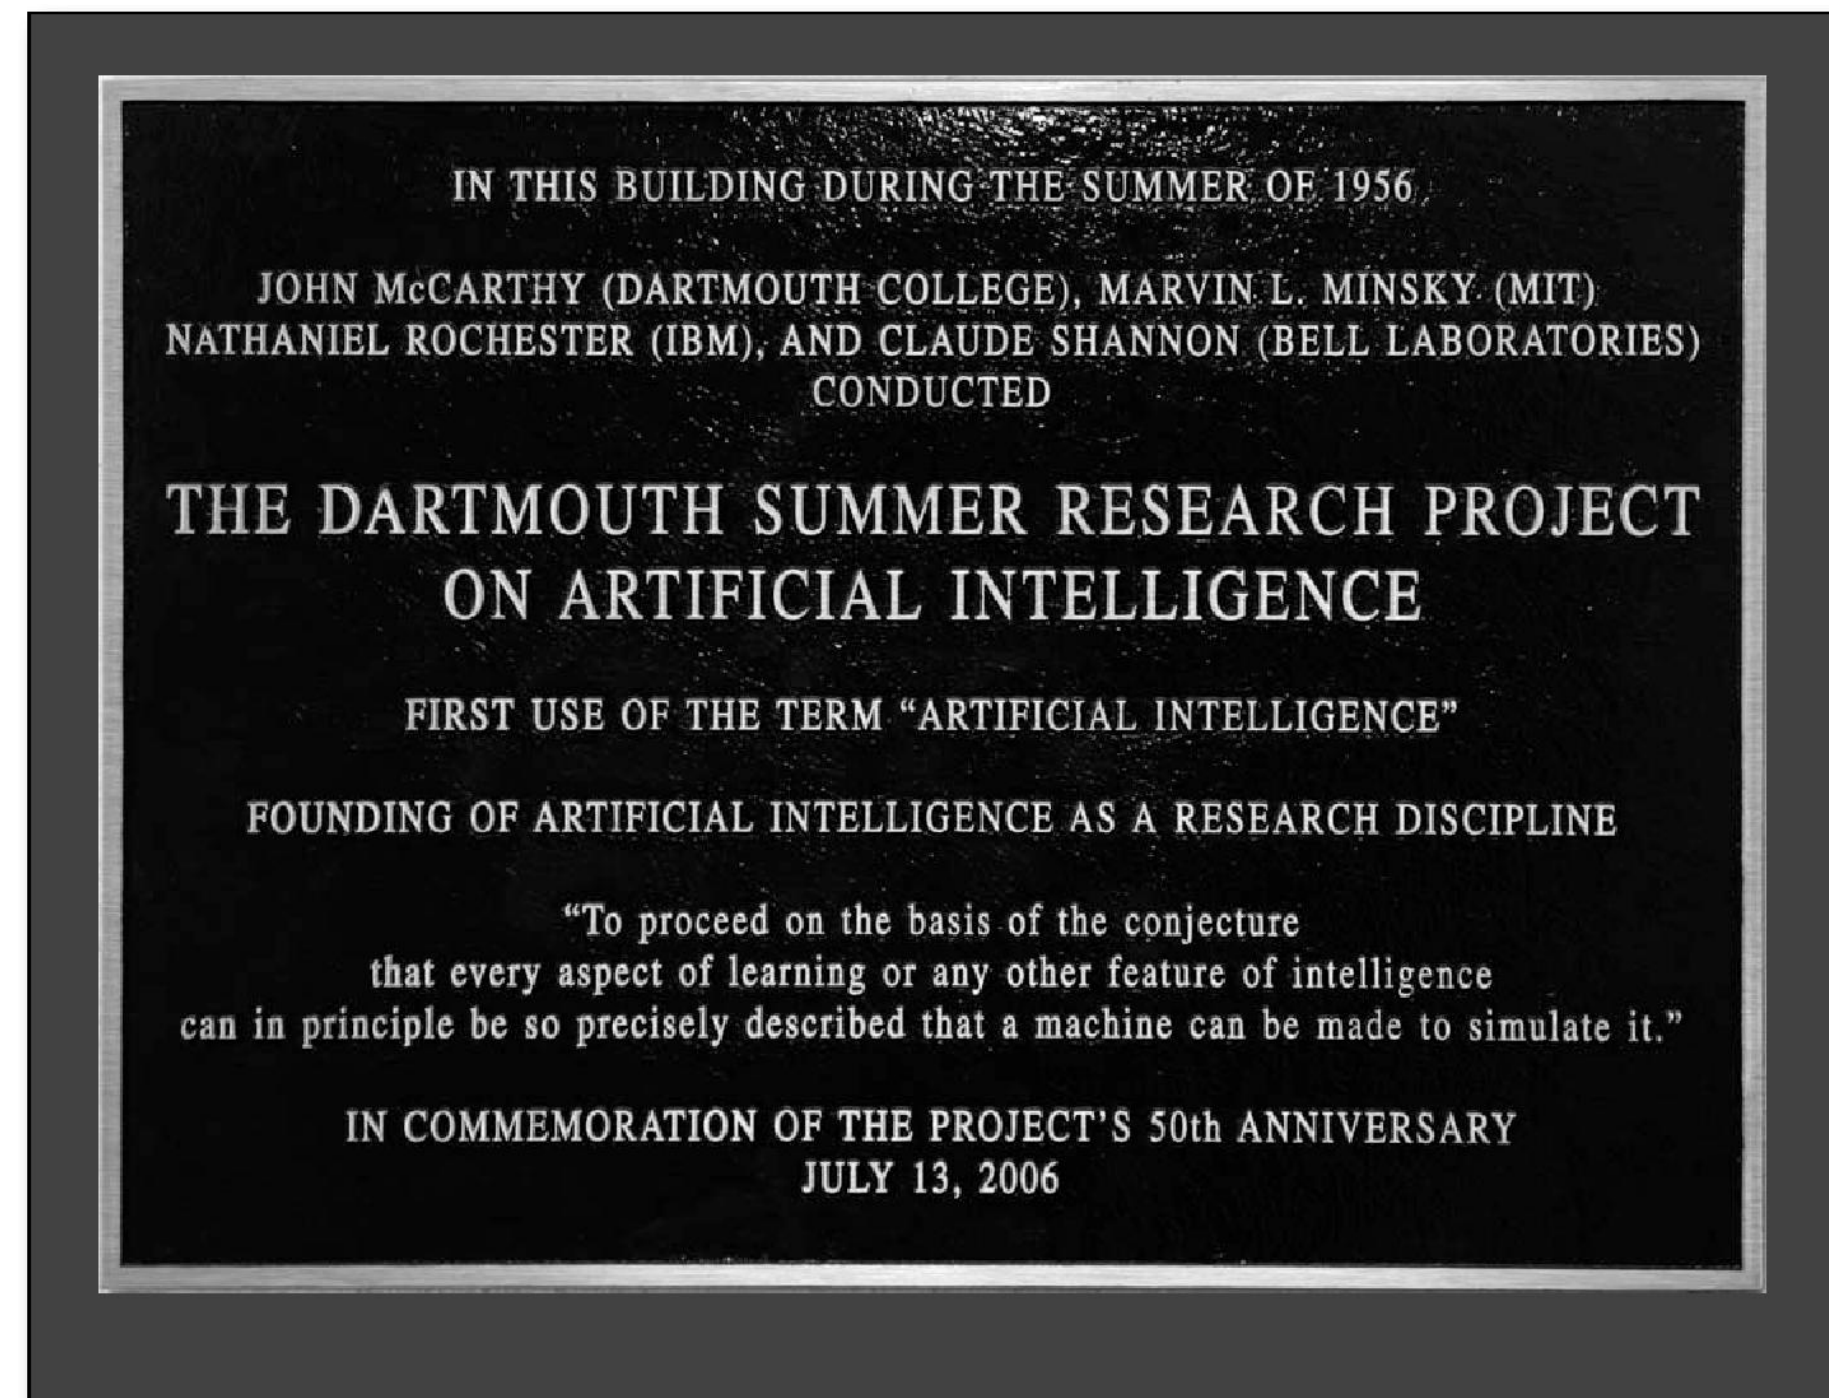 IN THIS BUILDING DURING THE SUMMER OF 1956
JOHN McCARTHY (DARTMOUTH COLLEGE), MARVIN L. MINSKY (MIT)
NATHANIEL ROCHESTER (IBM), AND CLAUDE SHANNON (BELL LABORATORIES)
CONDUCTED
THE DARTMOUTH SUMMER RESEARCH PROJECT
ON ARTIFICIAL INTELLIGENCE
FIRST USE OF THE TERM “ARTIFICIAL INTELLIGENCE”
FOUNDING OF ARTIFICIAL INTELLIGENCE AS A RESEARCH DISCIPLINE
“To proceed on the basis of the conjecture
that every aspect of learning or any other feature of intelligence
can in principle be so precisely described that a machine can be made to simulate it.”
IN COMMEMORATION OF THE PROJECT’S 50th ANNIVERSARY
JULY 13, 2006